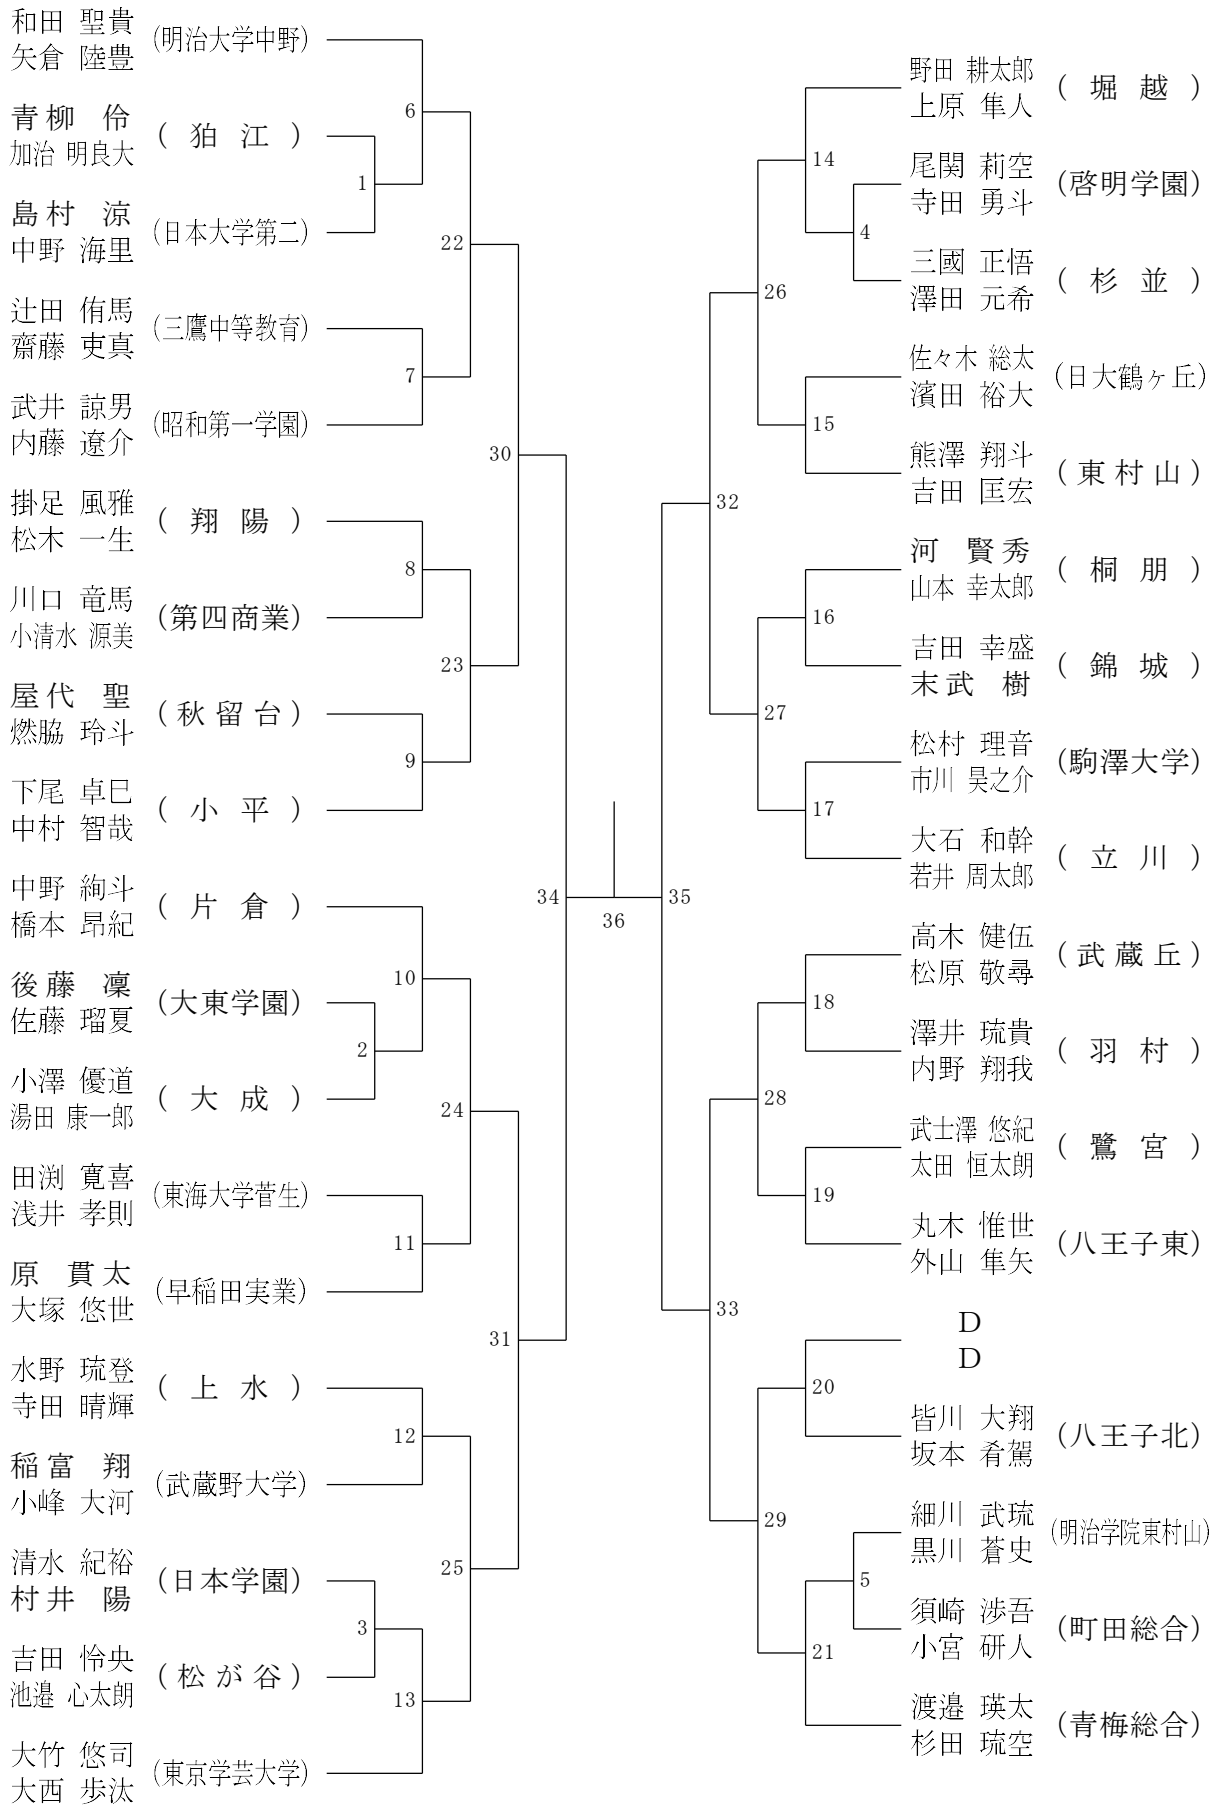 和田 聖貴
矢倉 陸豊
(明治大学中野)
青柳 伶
加治 明良大
(狛江)
島村 涼
中野 海里
(日本大学第二)
辻田 侑馬
齋藤 吏真
(三鷹中等教育)
武井 諒男
内藤 遼介
(昭和第一学園)
掛足 風雅
松木 一生
(翔陽)
川口 竜馬
小清水 源美
(第四商業)
屋代 聖
燃脇 玲斗
(秋留台)
下尾 卓巳
中村 智哉
(小平)
中野 絢斗
橋本 昂紀
(片倉)
後藤 凜
佐藤 瑠夏
(大東学園)
小澤 優道
湯田 康一郎
(大成)
田渕 寛喜
浅井 孝則
(東海大学菅生)
原 貫太
大塚 悠世
(早稲田実業)
水野 琉登
寺田 晴輝
(上水)
稲富 翔
小峰 大河
(武蔵野大学)
清水 紀裕
村井 陽
(日本学園)
吉田 怜央
池邉 心太朗
(松が谷)
大竹 悠司
大西 歩汰
(東京学芸大学)
1
2
3
6
7
8
9
10
11
12
13
22
23
24
25
30
31
34
36
35
32
33
26
27
28
29
14
15
16
17
18
19
20
21
4
5
野田 耕太郎
上原 隼人
(堀越)
尾関 莉空
寺田 勇斗
(啓明学園)
三國 正悟
澤田 元希
(杉並)
佐々木 総太
濱田 裕大
(日大鶴ヶ丘)
熊澤 翔斗
吉田 匡宏
(東村山)
河 賢秀
山本 幸太郎
(桐朋)
吉田 幸盛
末武 樹
(錦城)
松村 理音
市川 昊之介
(駒澤大学)
大石 和幹
若井 周太郎
(立川)
高木 健伍
松原 敬尋
(武蔵丘)
澤井 琉貴
内野 翔我
(羽村)
武士澤 悠紀
太田 恒太朗
(鷺宮)
丸木 惟世
外山 隼矢
(八王子東)
D
D
皆川 大翔
坂本 肴駕
(八王子北)
細川 武琉
黒川 蒼史
(明治学院東村山)
須崎 渉吾
小宮 研人
(町田総合)
渡邉 瑛太
杉田 琉空
(青梅総合)